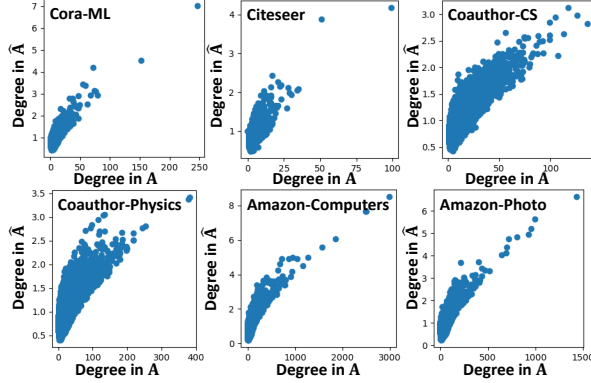 Cora-ML
7
6
5
4
3
2
1
0 50 100 150 200 250
Degree in Â
Degree in A
Citeseer
4
3
2
1
0 25 50 75 100
Degree in Â
Degree in A
Coauthor-CS
3.0
2.5
2.0
1.5
1.0
0.5
0 50 100
Degree in Â
Degree in A
Coauthor-Physics
3.5
3.0
2.5
2.0
1.5
1.0
0.5
0 100 200 300 400
Degree in Â
Degree in A
Amazon-Computers
8
6
4
2
0
0 1000 2000 3000
Degree in Â
Degree in A
Amazon-Photo
6
5
4
3
2
1
0
0 500 1000 1500
Degree in Â
Degree in A